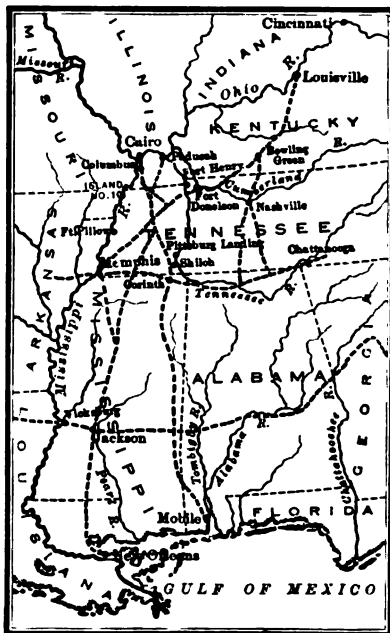 Cincinnati
MISSOURI
ILLINOIS
INDIANA
Missouri
R.
Ohio
R.
Louisville
KENTUCKY
Cairo
Columbus
Paducah
Fort Henry
Bowling
Green
R.
ISLAND
NO. 10
R.
Cumberland
Fort
Donelson
Nashville
TENNESSEE
Ft. Pillow
Pittsburg Landing
Chattanooga
Shiloh
Memphis
Corinth
Tennessee
R.
ARKANSAS
Mississippi
MISSISSIPPI
ALABAMA
GEORGIA
R.
Vicksburg
Jackson
Tombigby R.
Alabama
R.
Chattahoochee
Pearl
R.
LOUISIANA
Mobile
FLORIDA
New Orleans
GULF OF MEXICO